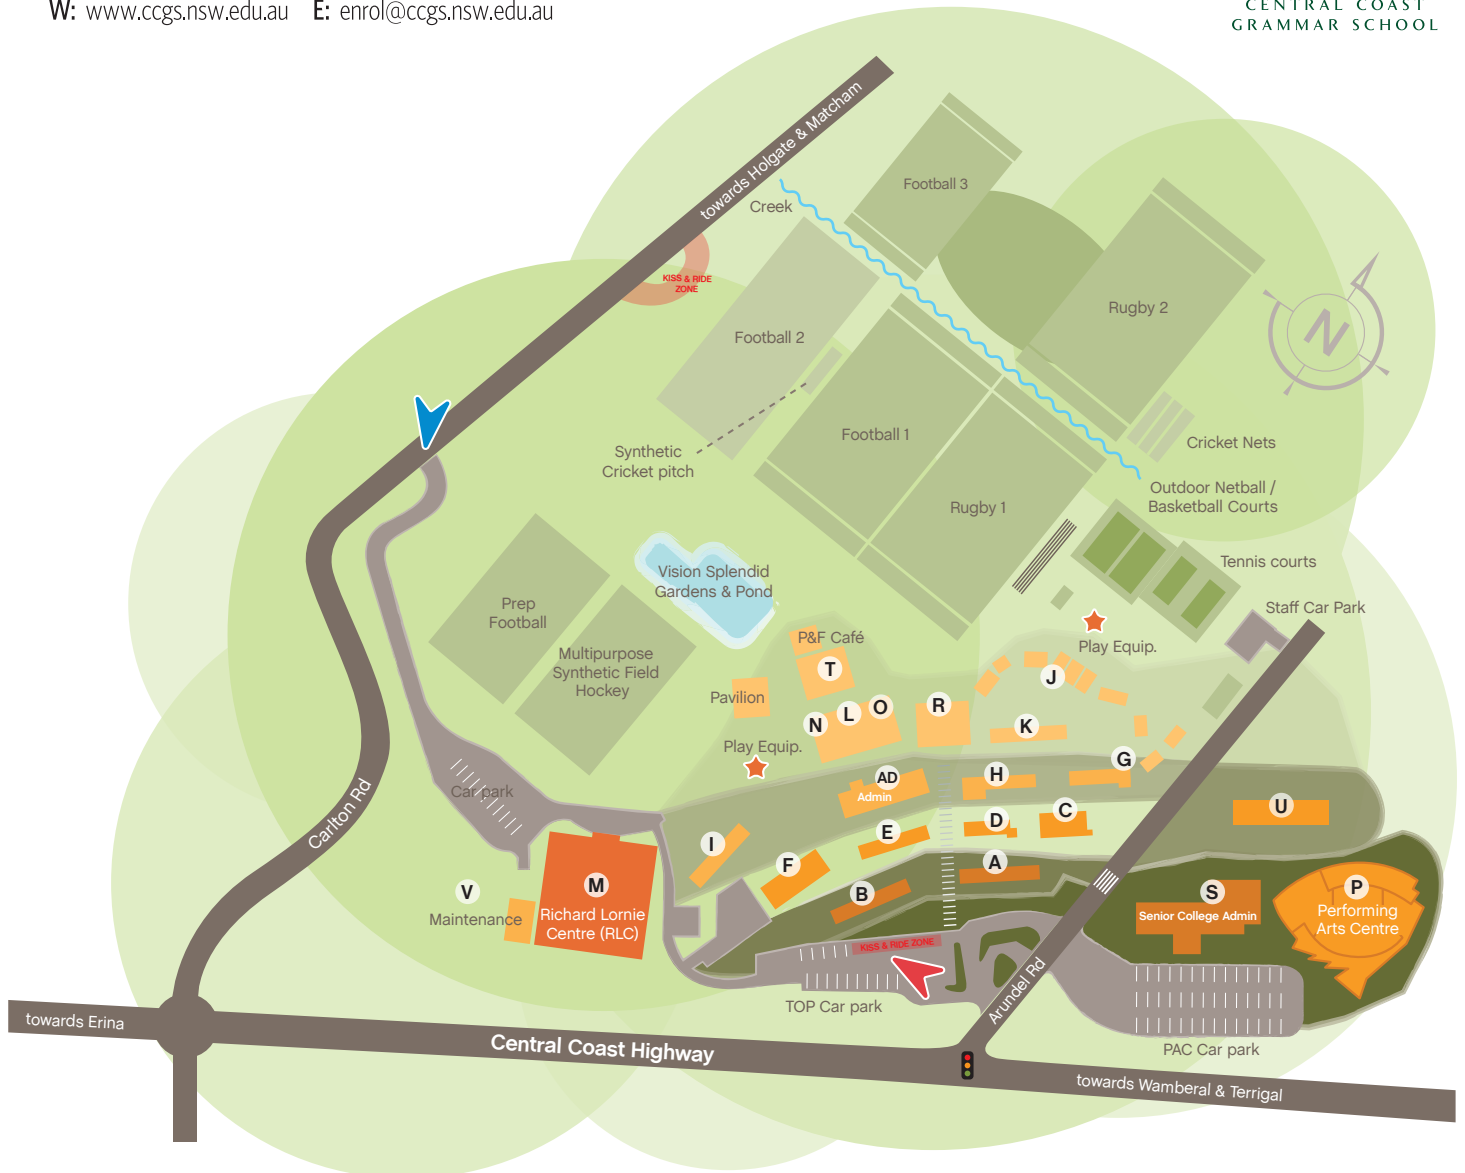 W: www.ccgs.nsw.edu.au E: enrol@ccgs.nsw.edu.au
CENTRAL COAST
GRAMMAR SCHOOL
towards Holgate & Matcham
Creek
Football 3
KISS & RIDE
ZONE
Football 2
Rugby 2
N
Synthetic
Cricket pitch
Football 1
Cricket Nets
Rugby 1
Outdoor Netball /
Basketball Courts
Tennis courts
Vision Splendid
Gardens & Pond
Prep
Football
Staff Car Park
Multipurpose
Synthetic Field
Hockey
P&F Café
T
Play Equip.
J
Pavilion
N
L
O
R
K
Play Equip.
G
AD
Admin
H
Car park
U
Carlton Rd
I
E
D
C
F
A
V
Maintenance
M
Richard Lornie
Centre (RLC)
B
S
Senior College Admin
P
Performing
Arts Centre
KISS & RIDE ZONE
TOP Car park
Arundel Rd
PAC Car park
towards Erina
Central Coast Highway
towards Wamberal & Terrigal